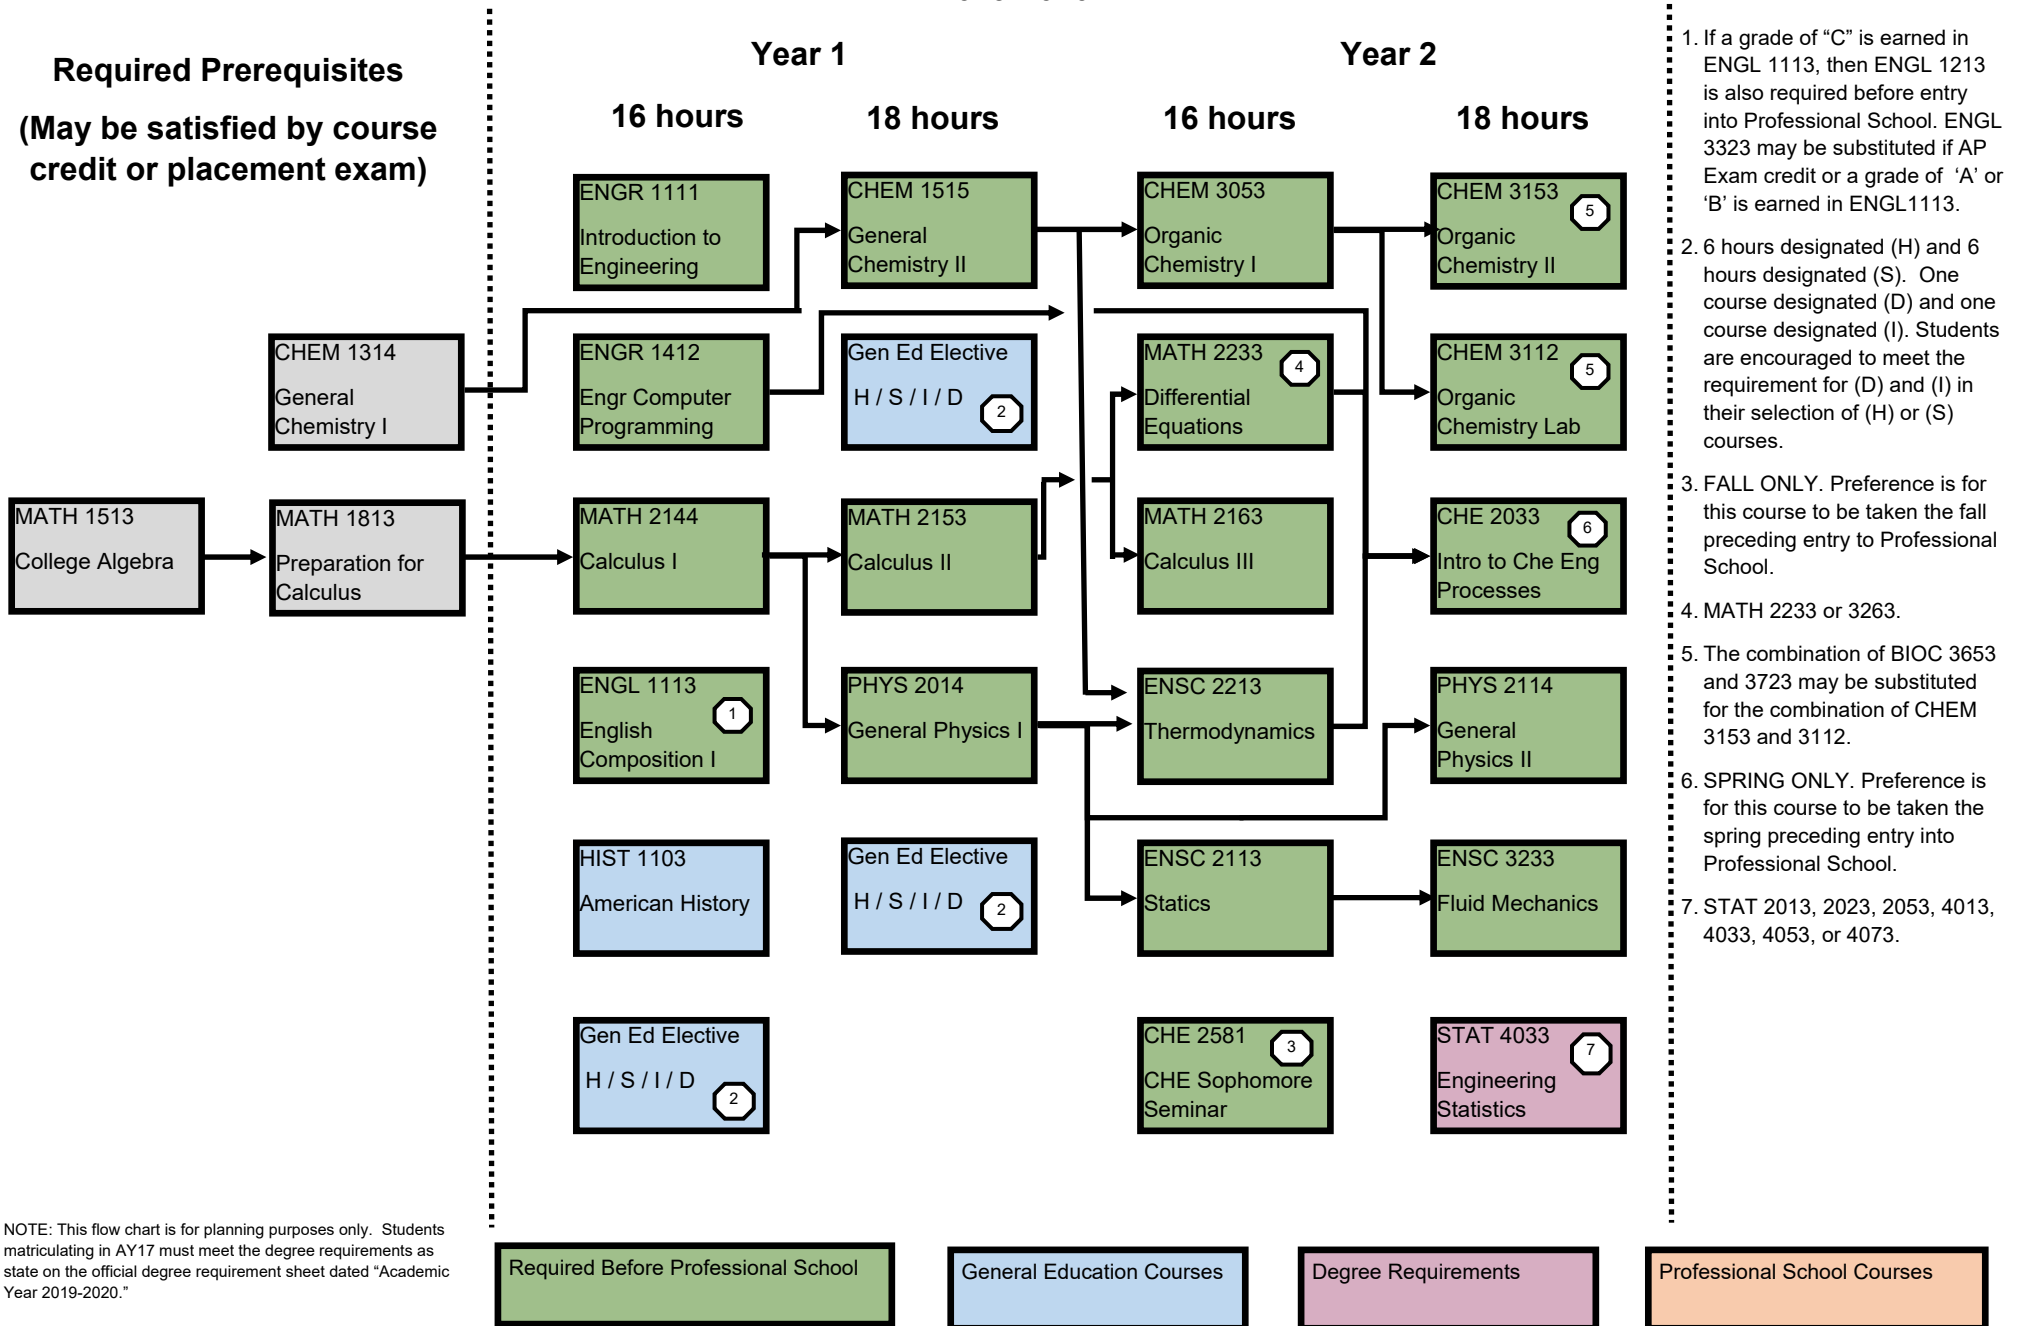 Required Prerequisites
(May be satisfied by course
credit or placement exam)
Year 1
Year 2
16 hours
18 hours
16 hours
18 hours
CHEM 1314
General
Chemistry I
MATH 1513
College Algebra
MATH 1813
Preparation for
Calculus
ENGR 1111
Introduction to
Engineering
ENGR 1412
Engr Computer
Programming
MATH 2144
Calculus I
ENGL 1113
1
English
Composition I
HIST 1103
American History
Gen Ed Elective
H / S / I / D
2
CHEM 1515
General
Chemistry II
Gen Ed Elective
H / S / I / D
2
MATH 2153
Calculus II
PHYS 2014
General Physics I
Gen Ed Elective
H / S / I / D
2
CHEM 3053
Organic
Chemistry I
MATH 2233
4
Differential
Equations
MATH 2163
Calculus III
ENSC 2213
Thermodynamics
ENSC 2113
Statics
CHE 2581
3
CHE Sophomore
Seminar
CHEM 3153
5
Organic
Chemistry II
CHEM 3112
5
Organic
Chemistry Lab
CHE 2033
6
Intro to Che Eng
Processes
PHYS 2114
General
Physics II
ENSC 3233
Fluid Mechanics
STAT 4033
7
Engineering
Statistics
1. If a grade of “C” is earned in
ENGL 1113, then ENGL 1213
is also required before entry
into Professional School. ENGL
3323 may be substituted if AP
Exam credit or a grade of ‘A’ or
‘B’ is earned in ENGL1113.
2. 6 hours designated (H) and 6
hours designated (S). One
course designated (D) and one
course designated (I). Students
are encouraged to meet the
requirement for (D) and (I) in
their selection of (H) or (S)
courses.
3. FALL ONLY. Preference is for
this course to be taken the fall
preceding entry to Professional
School.
4. MATH 2233 or 3263.
5. The combination of BIOC 3653
and 3723 may be substituted
for the combination of CHEM
3153 and 3112.
6. SPRING ONLY. Preference is
for this course to be taken the
spring preceding entry into
Professional School.
7. STAT 2013, 2023, 2053, 4013,
4033, 4053, or 4073.
NOTE: This flow chart is for planning purposes only. Students
matriculating in AY17 must meet the degree requirements as
state on the official degree requirement sheet dated “Academic
Year 2019-2020.”
Required Before Professional School
General Education Courses
Degree Requirements
Professional School Courses